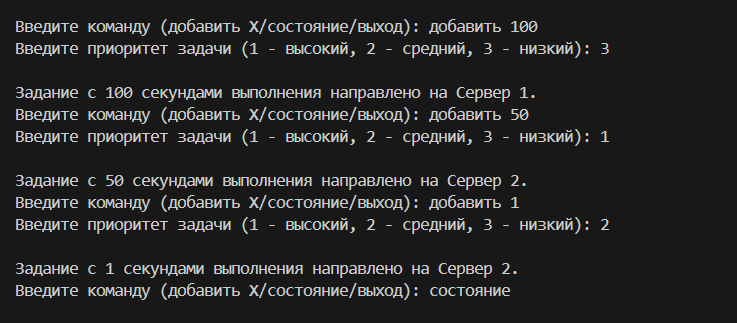 Введите команду (добавить X/состояние/выход): добавить 100
Введите приоритет задачи (1 - высокий, 2 - средний, 3 - низкий): 3
Задание с 100 секундами выполнения направлено на Сервер 1.
Введите команду (добавить X/состояние/выход): добавить 50
Введите приоритет задачи (1 - высокий, 2 - средний, 3 - низкий): 1
Задание с 50 секундами выполнения направлено на Сервер 2.
Введите команду (добавить X/состояние/выход): добавить 1
Введите приоритет задачи (1 - высокий, 2 - средний, 3 - низкий): 2
Задание с 1 секундами выполнения направлено на Сервер 2.
Введите команду (добавить X/состояние/выход): состояние